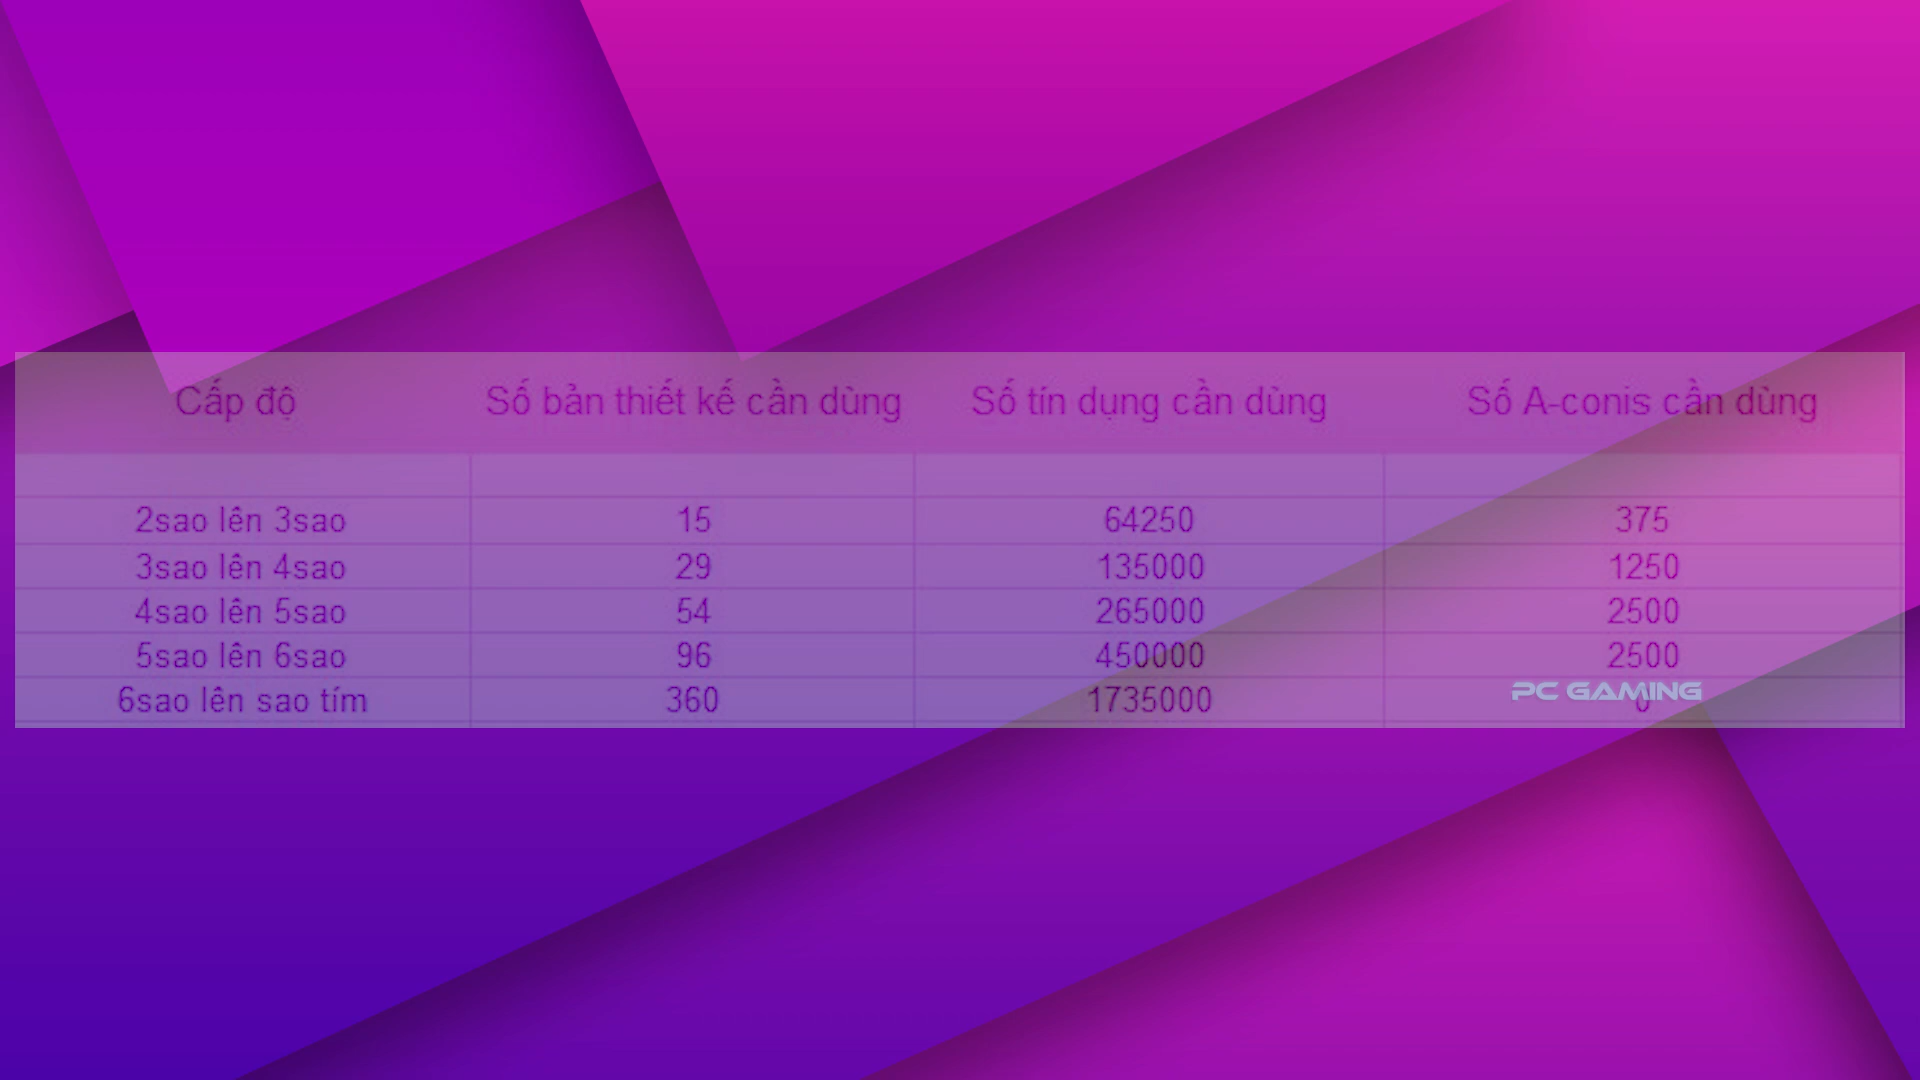 Cấp độ Số bản thiết kế cần dùng Số tín dụng cần dùng Số A-conis cần dùng
2sao lên 3sao 15 64250 375
3sao lên 4sao 29 135000 1250
4sao lên 5sao 54 265000 2500
5sao lên 6sao 96 450000 2500
6sao lên sao tím 360 1735000 0
PC GAMING